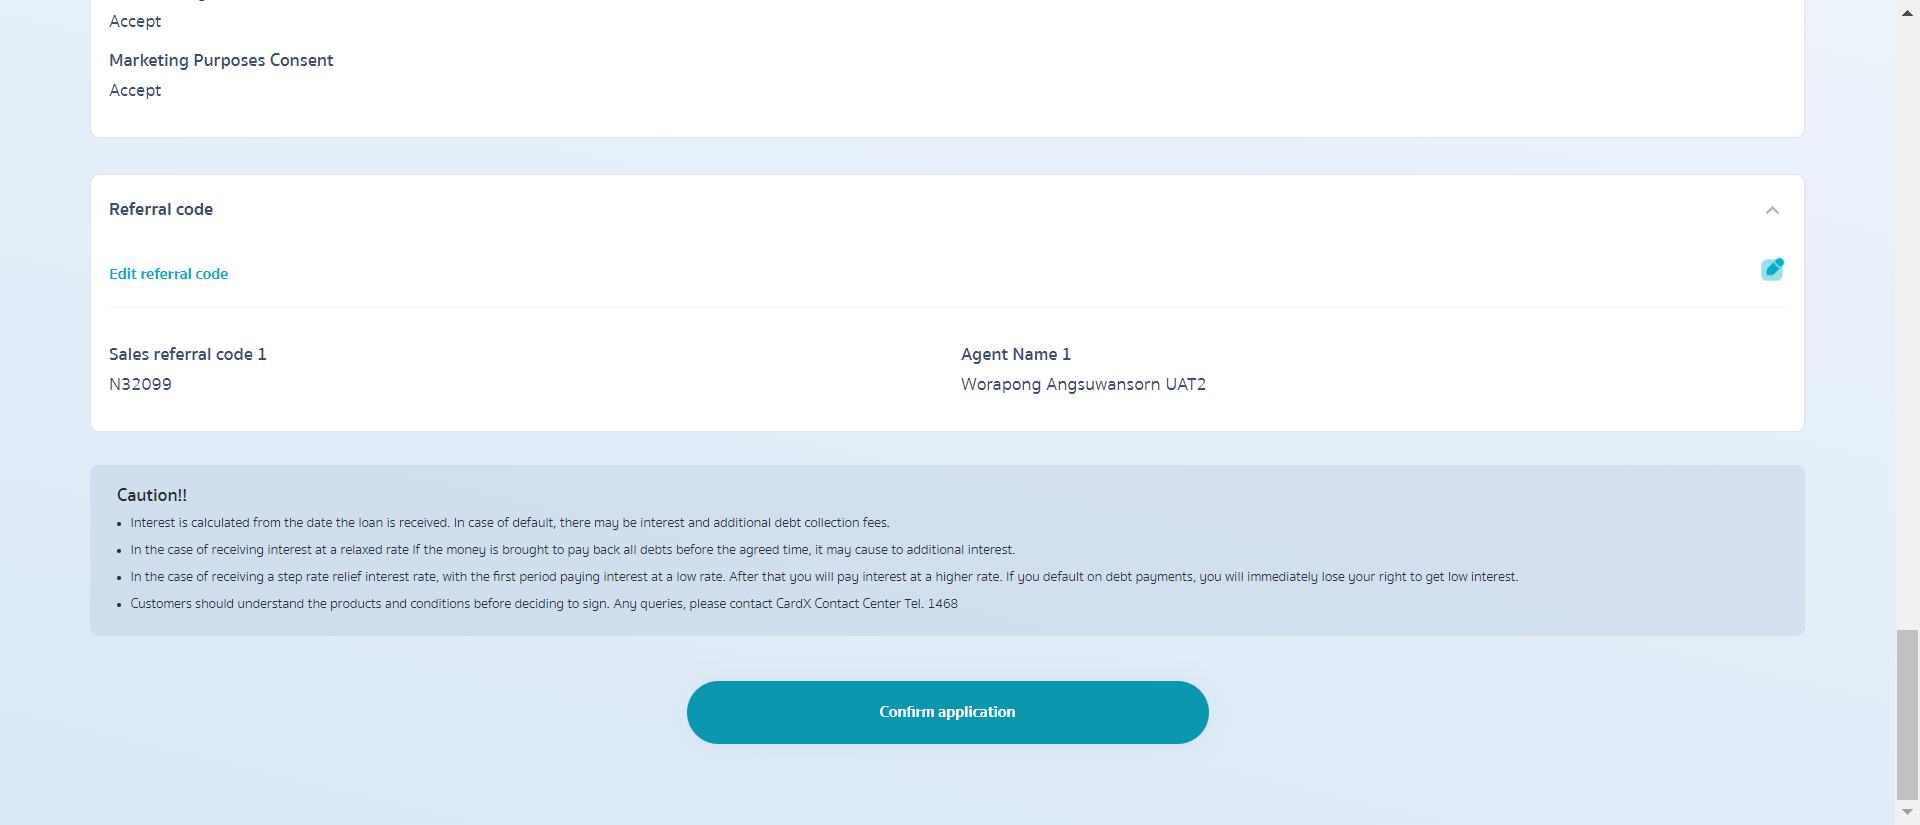 Accept
Marketing Purposes Consent
Accept
Referral code
Edit referral code
Sales referral code 1
Agent Name 1
N32099
Worapong Angsuwansorn UAT2
Caution!!
• Interest is calculated from the date the loan is received. In case of default, there may be interest and additional debt collection fees.
• In the case of receiving interest at a relaxed rate If the money is brought to pay back all debts before the agreed time, it may cause to additional interest.
• In the case of receiving a step rate relief interest rate, with the first period paying interest at a low rate. After that you will pay interest at a higher rate. If you default on debt payments, you will immediately lose your right to get low interest.
• Customers should understand the products and conditions before deciding to sign. Any queries, please contact CardX Contact Center Tel. 1468
Confirm application